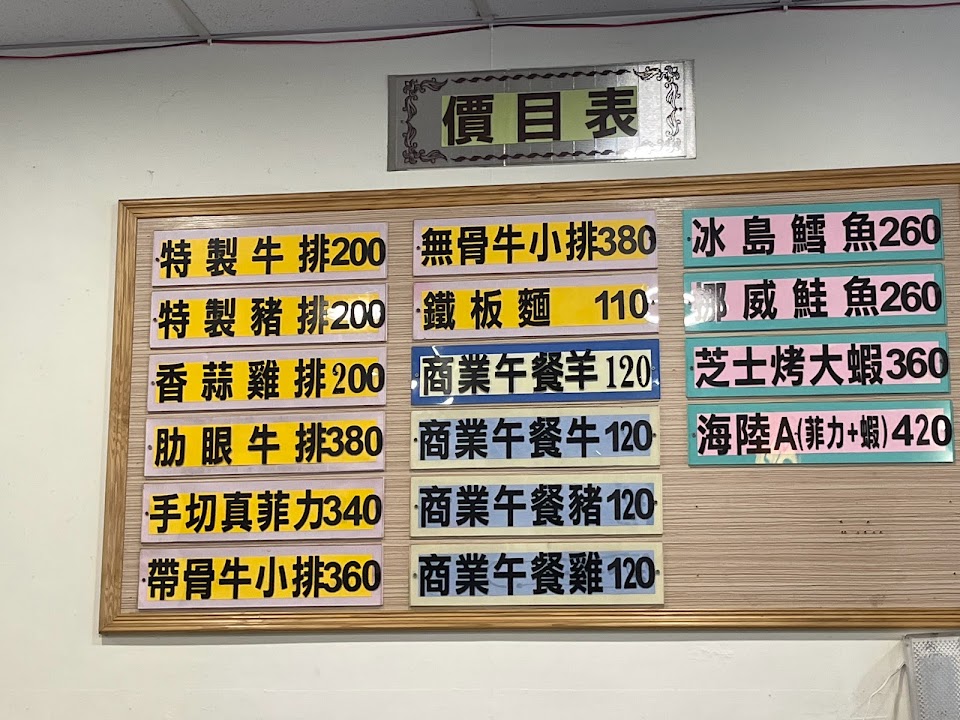 價目表
特製牛排200
特製豬排200
香蒜雞排200
肋眼牛排380
手切真菲力340
帶骨牛小排360
無骨牛小排380
鐵板麵 110
商業午餐羊120
商業午餐牛120
商業午餐豬120
商業午餐雞120
冰島鱈魚260
挪威鮭魚260
芝士烤大蝦360
海陸A(菲力+蝦)420